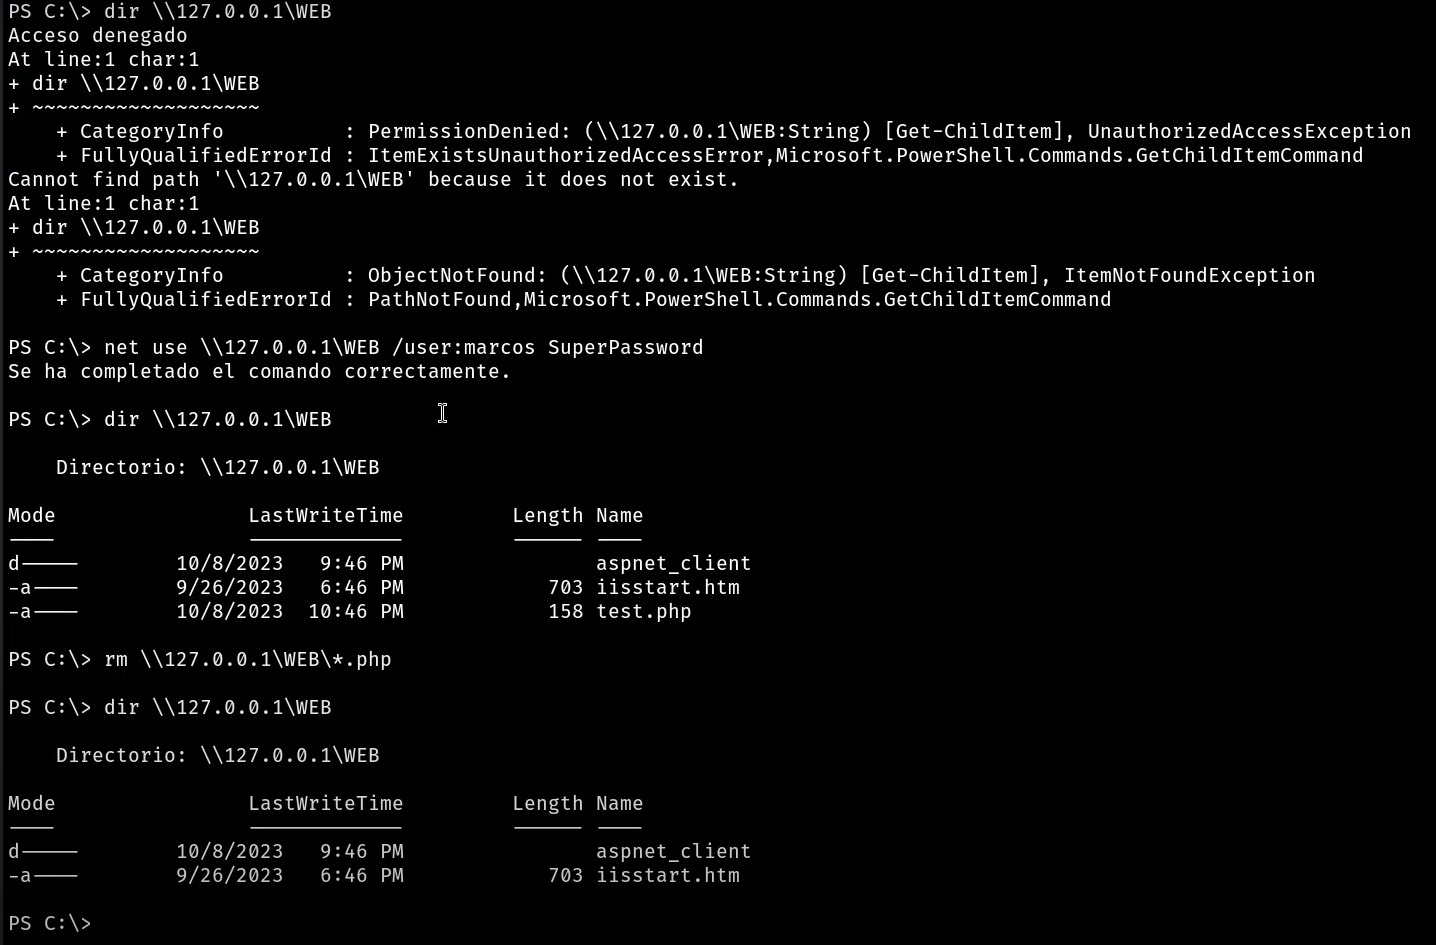 PS C:\> dir \\127.0.0.1\WEB
Acceso denegado
At line:1 char:1
+ dir \\127.0.0.1\WEB
+ ~~~~~~~~~~~~~~~~~~~
    + CategoryInfo          : PermissionDenied: (\\127.0.0.1\WEB:String) [Get-ChildItem], UnauthorizedAccessException
    + FullyQualifiedErrorId : ItemExistsUnauthorizedAccessError,Microsoft.PowerShell.Commands.GetChildItemCommand
Cannot find path '\\127.0.0.1\WEB' because it does not exist.
At line:1 char:1
+ dir \\127.0.0.1\WEB
+ ~~~~~~~~~~~~~~~~~~~
    + CategoryInfo          : ObjectNotFound: (\\127.0.0.1\WEB:String) [Get-ChildItem], ItemNotFoundException
    + FullyQualifiedErrorId : PathNotFound,Microsoft.PowerShell.Commands.GetChildItemCommand
PS C:\> net use \\127.0.0.1\WEB /user:marcos SuperPassword
Se ha completado el comando correctamente.
PS C:\> dir \\127.0.0.1\WEB
    Directorio: \\127.0.0.1\WEB
Mode                LastWriteTime         Length Name
----                -------------         ------ ----
d-----        10/8/2023   9:46 PM                aspnet_client
-a----        9/26/2023   6:46 PM            703 iisstart.htm
-a----        10/8/2023  10:46 PM            158 test.php
PS C:\> rm \\127.0.0.1\WEB\*.php
PS C:\> dir \\127.0.0.1\WEB
    Directorio: \\127.0.0.1\WEB
Mode                LastWriteTime         Length Name
----                -------------         ------ ----
d-----        10/8/2023   9:46 PM                aspnet_client
-a----        9/26/2023   6:46 PM            703 iisstart.htm
PS C:\>